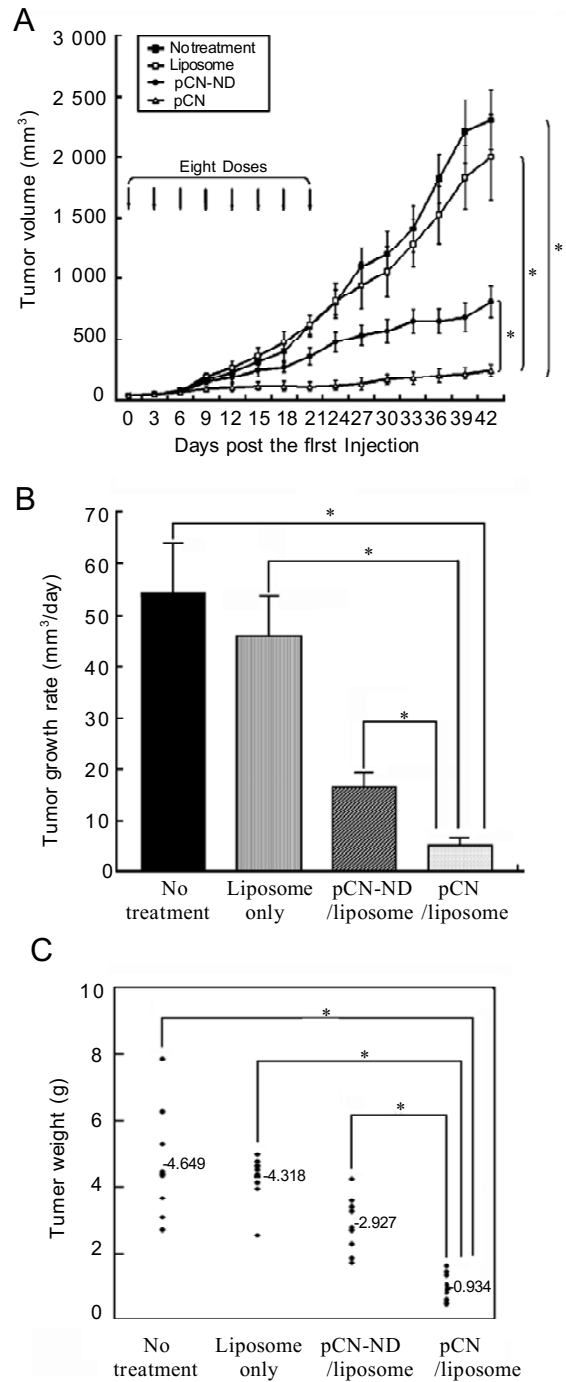 A
3 000
2 500
2 000
1 500
1 000
500
0
Tumor volume (mm3)
Notreatment
Liposome
pCN-ND
pCN
Eight Doses
*
*
*
0 3 6 9 12 15 18 21 24 27 30 33 36 39 42
Days post the fIrst Injection
B
70
60
50
40
30
20
10
0
Tumor growth rate (mm3/day)
*
*
*
No treatment
Liposome only
pCN-ND /liposome
pCN /liposome
C
10
8
6
4
2
0
Tumer weight (g)
*
*
*
-4.649
-4.318
-2.927
-0.934
No treatment
Liposome only
pCN-ND /liposome
pCN /liposome